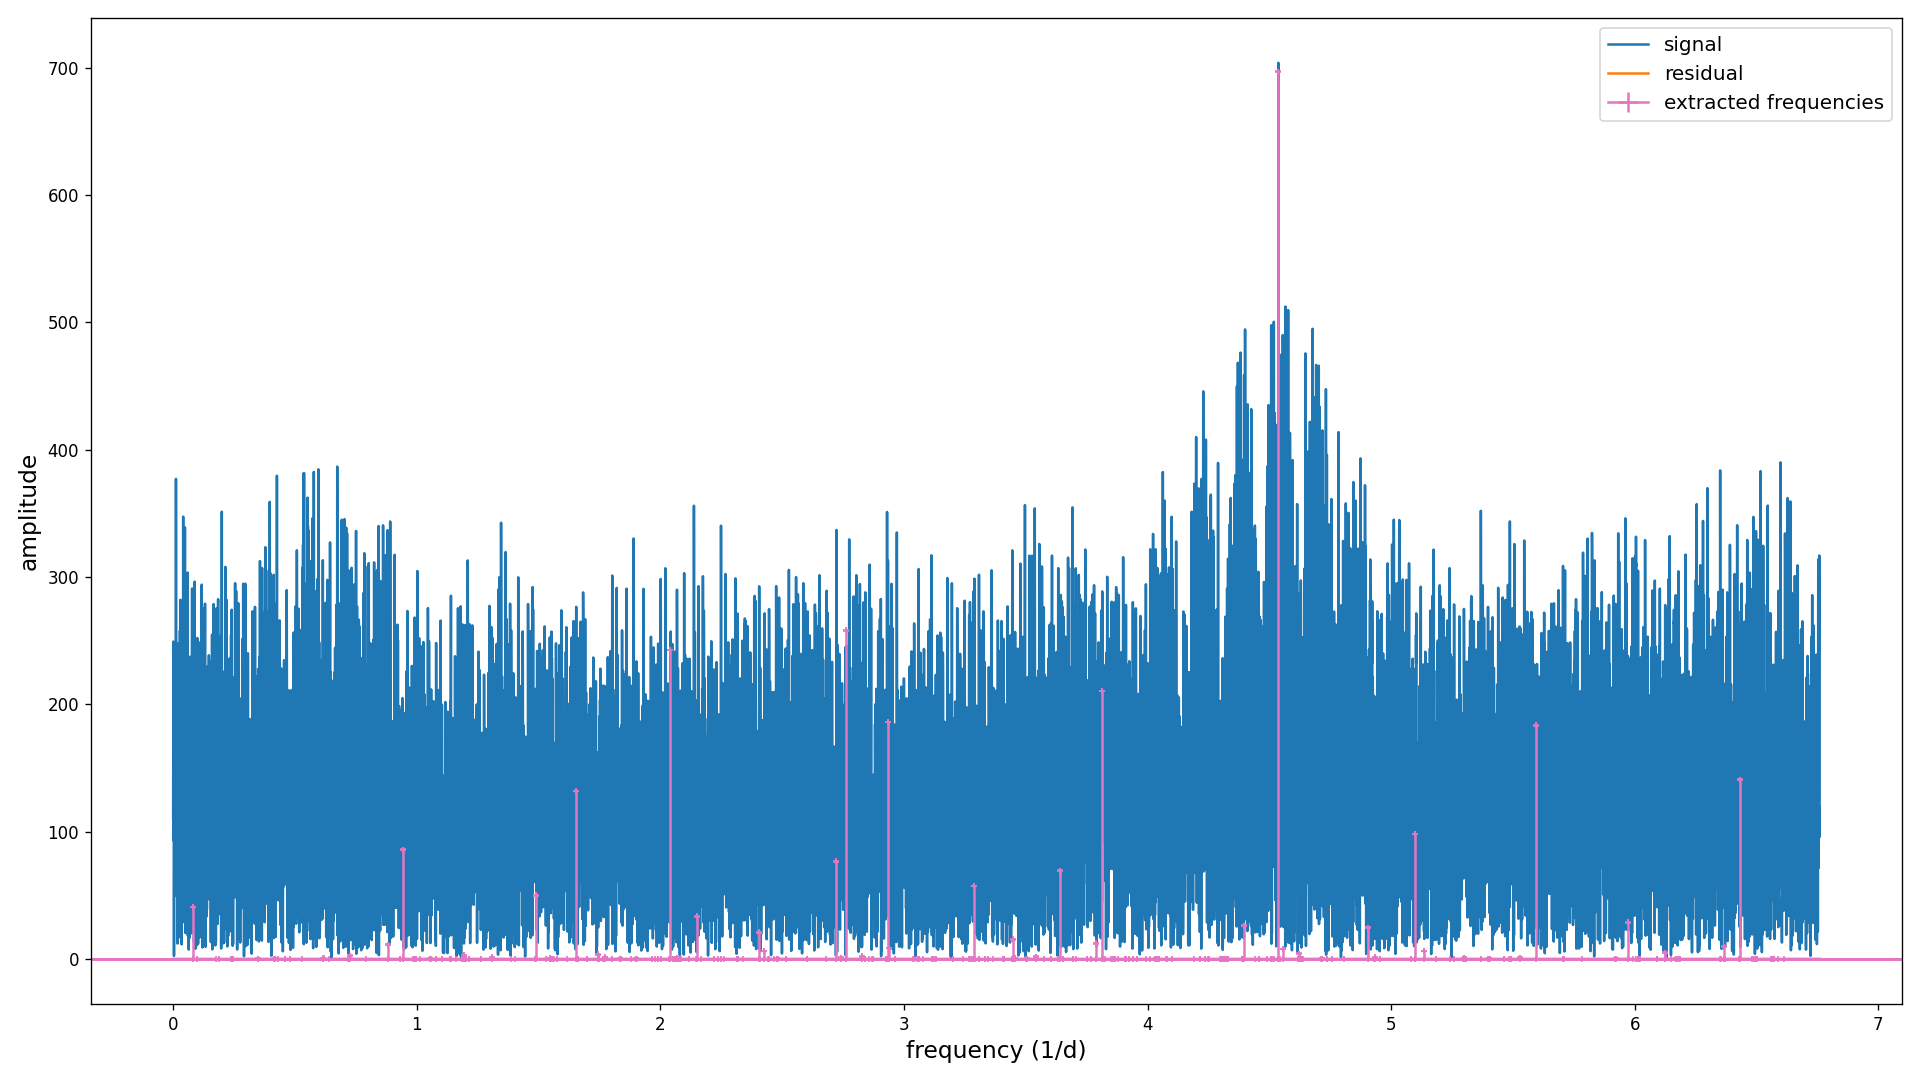 signal
residual
extracted frequencies
700
600
500
400
300
200
100
0
amplitude
0 1 2 3 4 5 6 7
frequency (1/d)